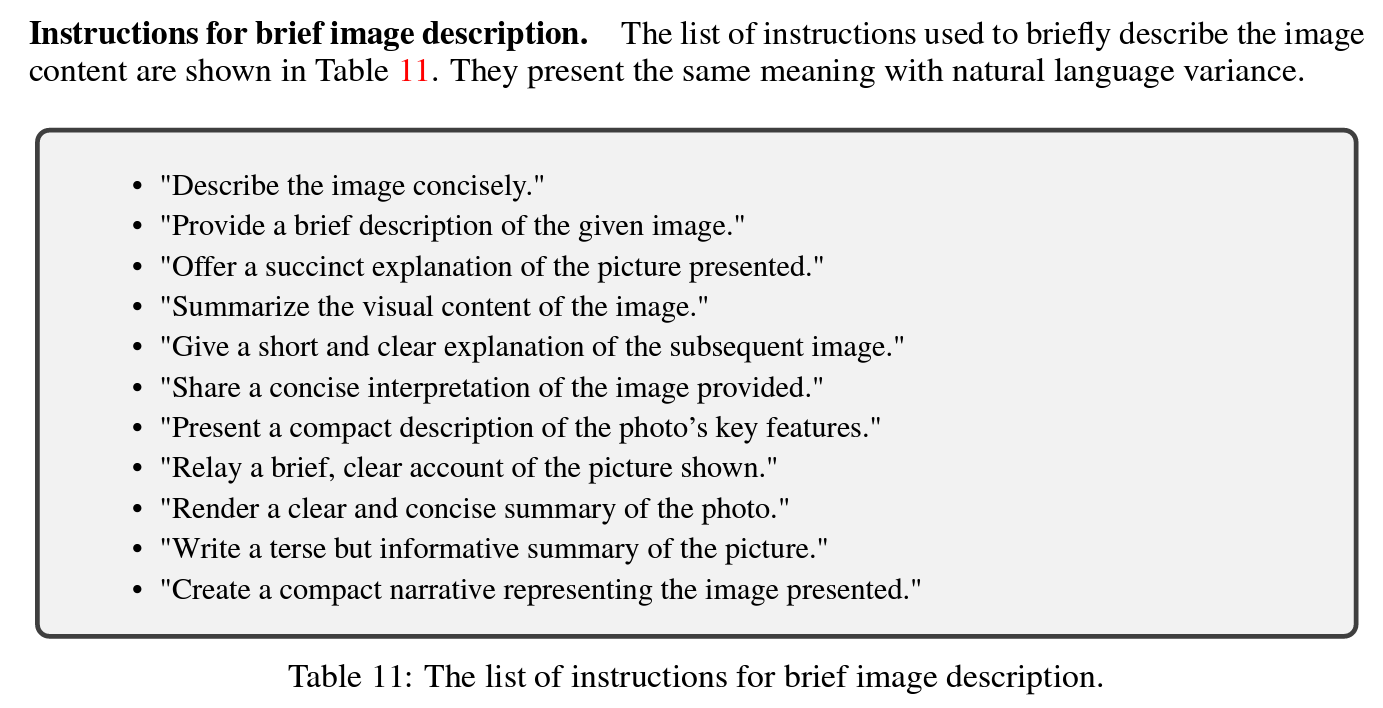 Instructions for brief image description. The list of instructions used to briefly describe the image
content are shown in Table 11. They present the same meaning with natural language variance.
• "Describe the image concisely."
• "Provide a brief description of the given image."
• "Offer a succinct explanation of the picture presented."
• "Summarize the visual content of the image."
• "Give a short and clear explanation of the subsequent image."
• "Share a concise interpretation of the image provided."
• "Present a compact description of the photo’s key features."
• "Relay a brief, clear account of the picture shown."
• "Render a clear and concise summary of the photo."
• "Write a terse but informative summary of the picture."
• "Create a compact narrative representing the image presented."
Table 11: The list of instructions for brief image description.